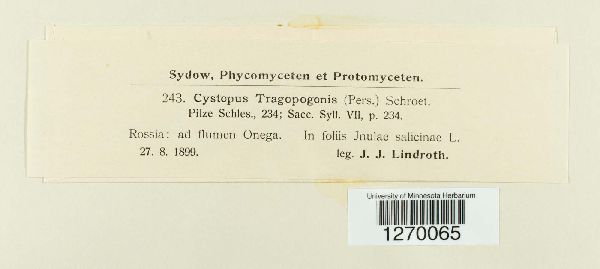 Sydow, Phycomyceten et Protomyceten.
243. Cystopus Tragopogonis (Pers.) Schroet.
Pilze Schles., 234; Sacc. Syll. VII, p. 234.
Rossia: ad flumen Onega. In foliis Jnulae salicinae L.
27. 8. 1899. leg. J. J. Lindroth.
University of Minnesota Herbarium
1270065